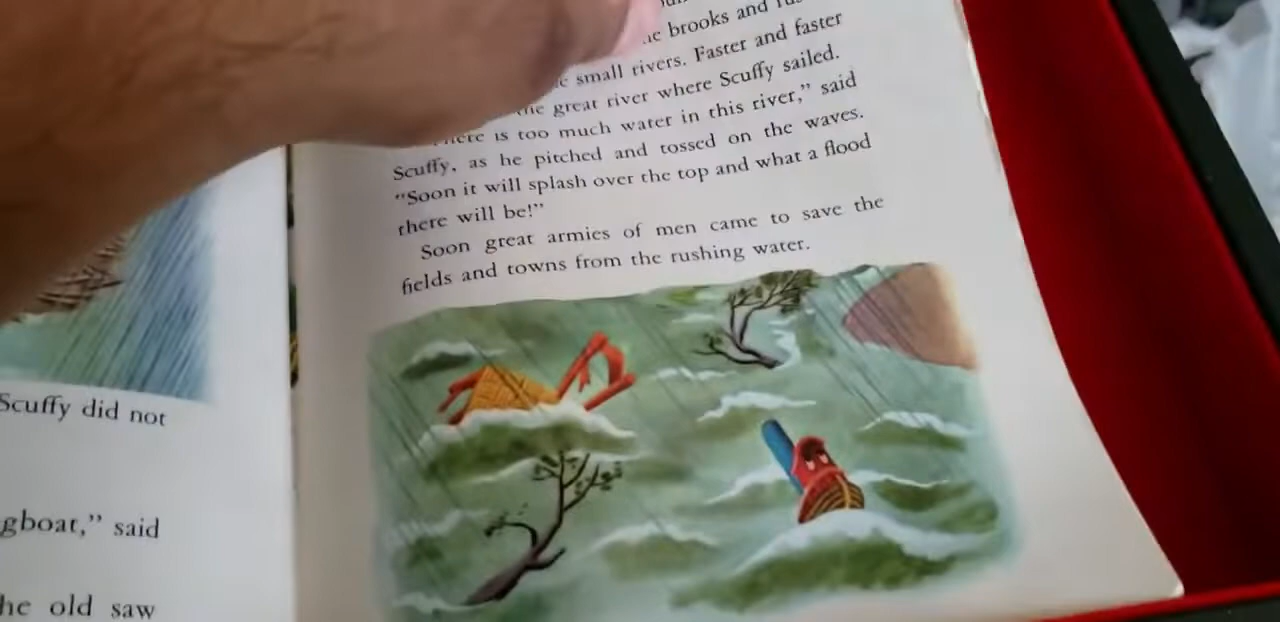 Scuffy did not
gboat," said
he old saw
brooks and
small rivers. Faster and faster
great river where Scuffy sailed.
is too much water in this river," said
Scuffy, as he pitched and tossed on the waves.
"Soon it will splash over the top and what a flood
there will be!"
Soon great armies of men came to save the
fields and towns from the rushing water.